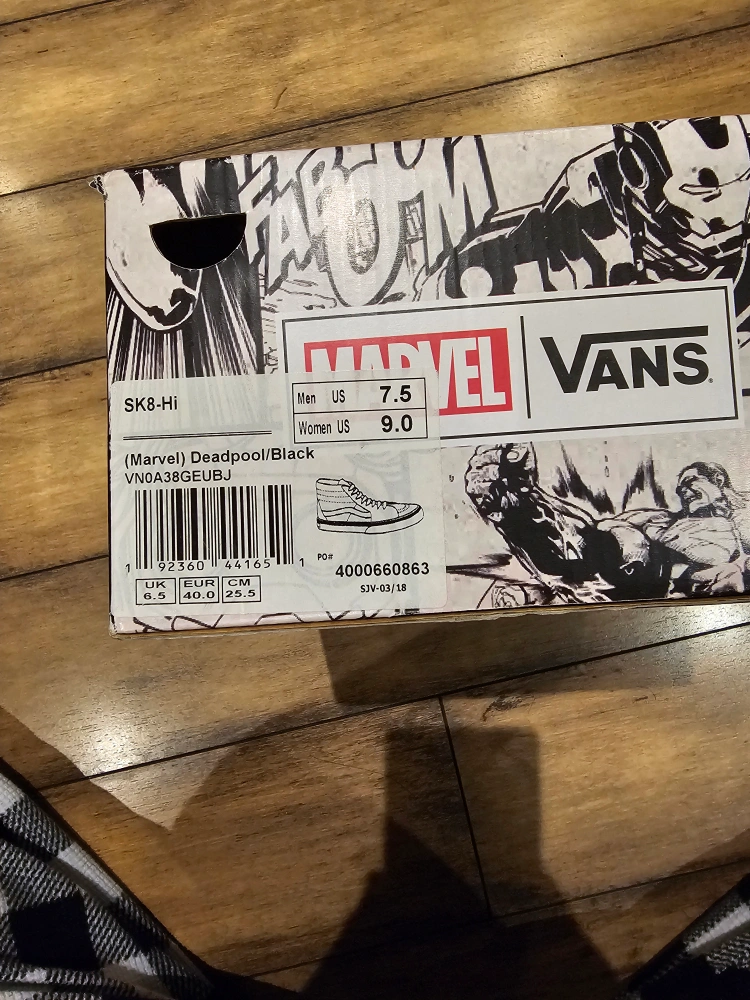 FABOOM
MARVEL
VANS®
SK8-Hi
Men US 7.5
Women US 9.0
(Marvel) Deadpool/Black
VN0A38GEUBJ
1 92360 44165 1
PO# 4000660863
UK 6.5 EUR 40.0 CM 25.5
SJV-03/18